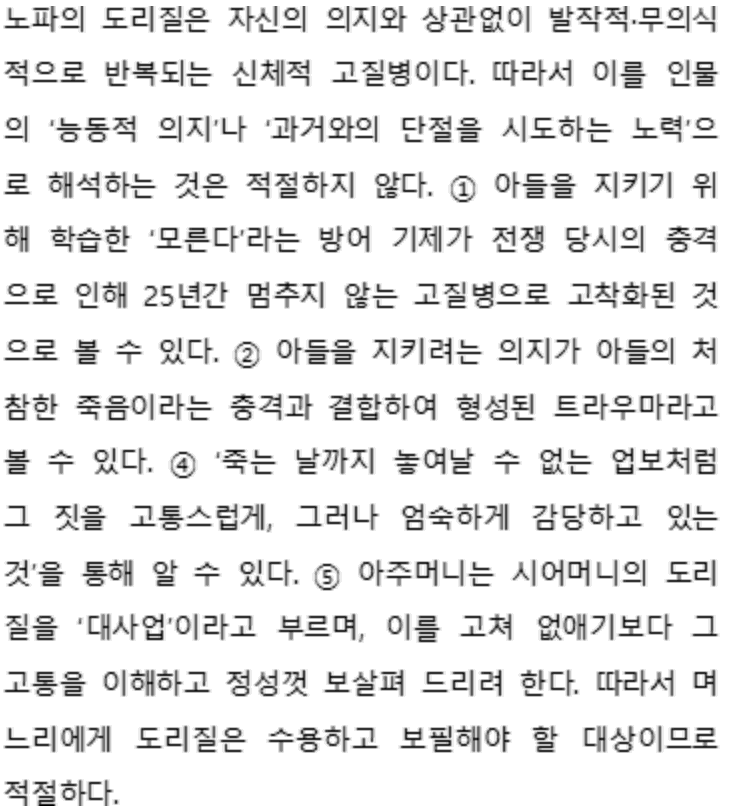 노파의 도리질은 자신의 의지와 상관없이 발작적·무의식
적으로 반복되는 신체적 고질병이다. 따라서 이를 인물
의 ‘능동적 의지’나 ‘과거와의 단절을 시도하는 노력’으
로 해석하는 것은 적절하지 않다. ① 아들을 지키기 위
해 학습한 ‘모른다’라는 방어 기제가 전쟁 당시의 충격
으로 인해 25년간 멈추지 않는 고질병으로 고착화된 것
으로 볼 수 있다. ② 아들을 지키려는 의지가 아들의 처
참한 죽음이라는 충격과 결합하여 형성된 트라우마라고
볼 수 있다. ④ ‘죽는 날까지 놓여날 수 없는 업보처럼
그 짓을 고통스럽게, 그러나 엄숙하게 감당하고 있는
것’을 통해 알 수 있다. ⑤ 아주머니는 시어머니의 도리
질을 ‘대사업’이라고 부르며, 이를 고쳐 없애기보다 그
고통을 이해하고 정성껏 보살펴 드리려 한다. 따라서 며
느리에게 도리질은 수용하고 보필해야 할 대상이므로
적절하다.